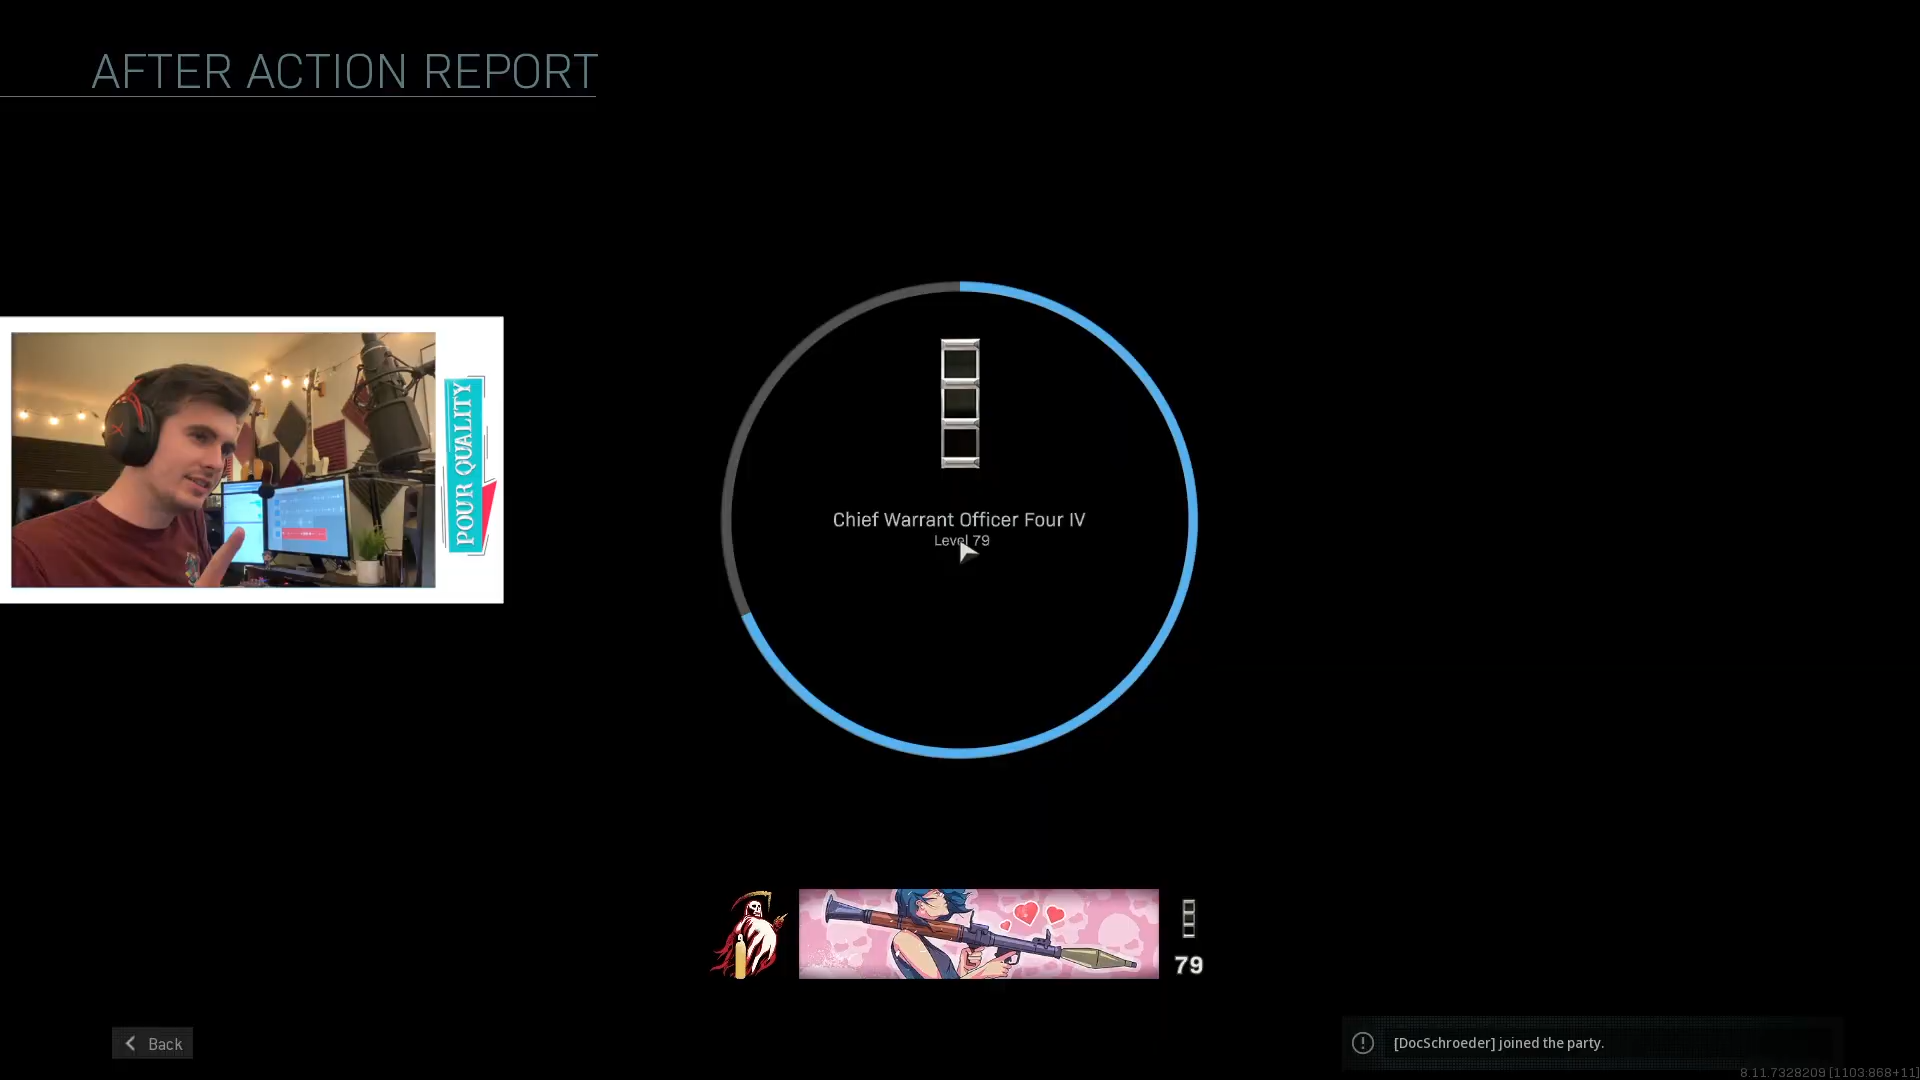 AFTER ACTION REPORT
POUR QUALITY
Chief Warrant Officer Four IV
Level 79
79
Back
[DocSchroeder] joined the party.
8.11.7328209 [1103:868+11]